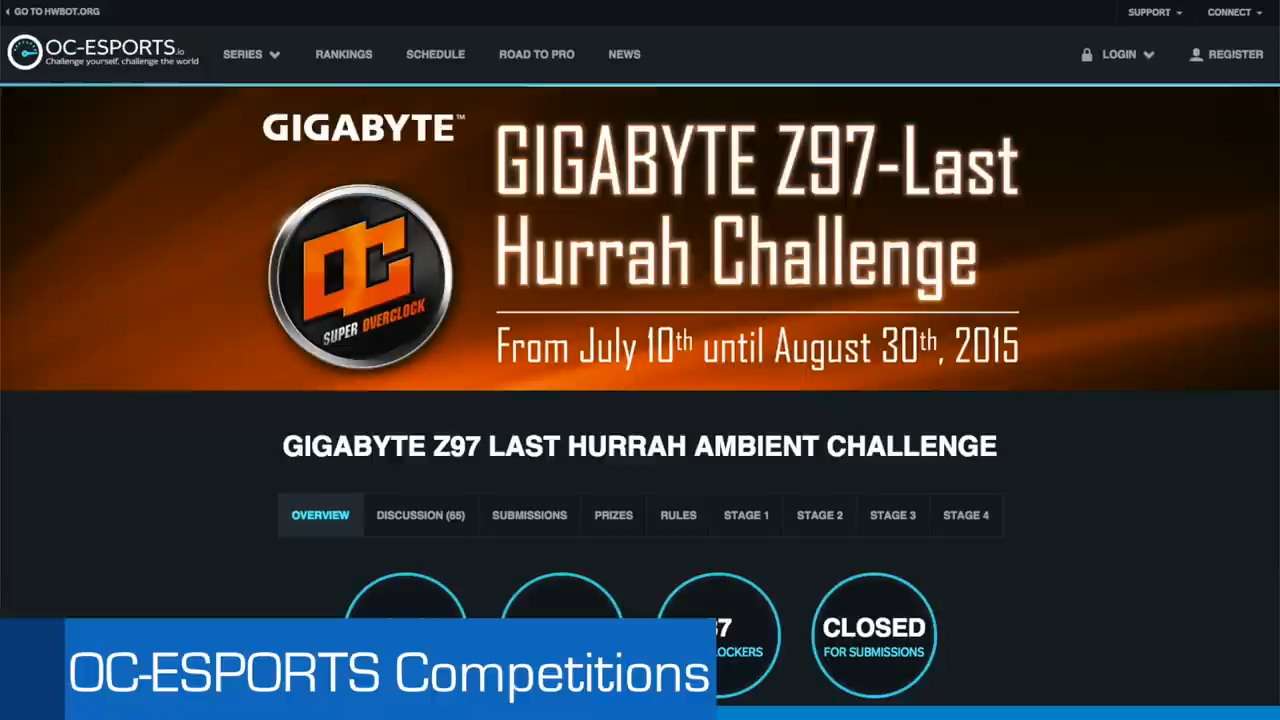 GO TO HWBOT.ORG
SUPPORT
CONNECT
OC-ESPORTS.io
Challenge yourself, challenge the world
SERIES
RANKINGS
SCHEDULE
ROAD TO PRO
NEWS
LOGIN
REGISTER
GIGABYTE™
OC
SUPER OVERCLOCK
GIGABYTE Z97-Last
Hurrah Challenge
From July 10th until August 30th, 2015
GIGABYTE Z97 LAST HURRAH AMBIENT CHALLENGE
OVERVIEW
DISCUSSION (65)
SUBMISSIONS
PRIZES
RULES
STAGE 1
STAGE 2
STAGE 3
STAGE 4
CLOSED
FOR SUBMISSIONS
OC-ESPORTS Competitions